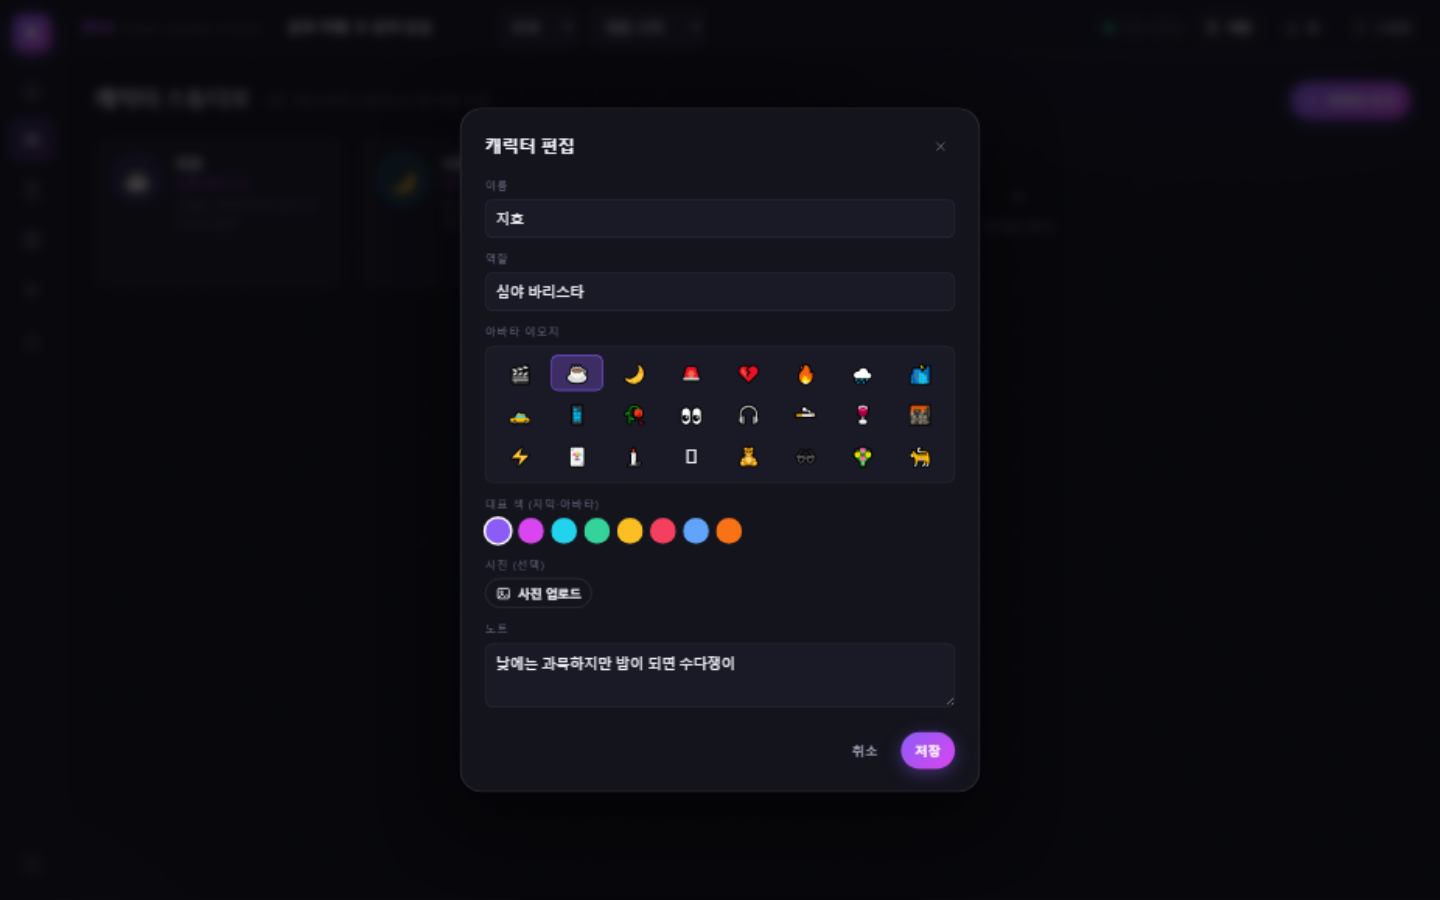 캐릭터 편집
이름
지호
역할
심야 바리스타
아바타 이모지
대표 색 (자막·아바타)
사진 (선택)
사진 업로드
노트
낮에는 과묵하지만 밤이 되면 수다쟁이
취소
저장